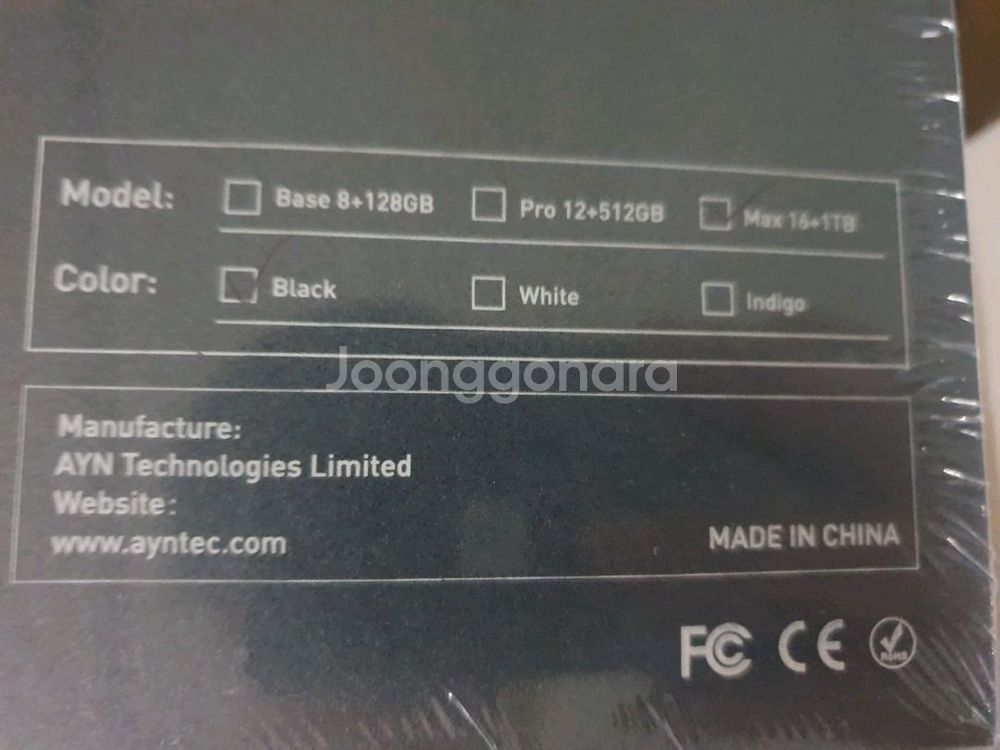 Model: Base 8+128GB Pro 12+512GB Max 16+1TB
Color: Black White Indigo
Joonggonara
Manufacture:
AYN Technologies Limited
Website:
www.ayntec.com
MADE IN CHINA
FC CE RoHS